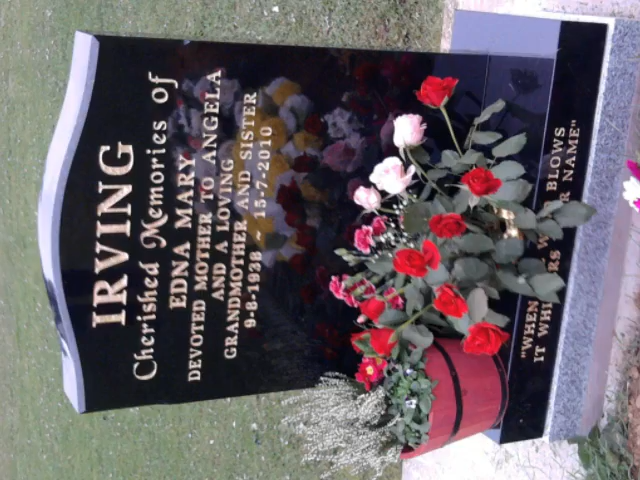 IRVING
Cherished Memories of
EDNA MARY
DEVOTED MOTHER TO ANGELA
AND A LOVING
GRANDMOTHER AND SISTER
9-8-1938 - 15-7-2010
"WHEN BLOWS
IT NAME"